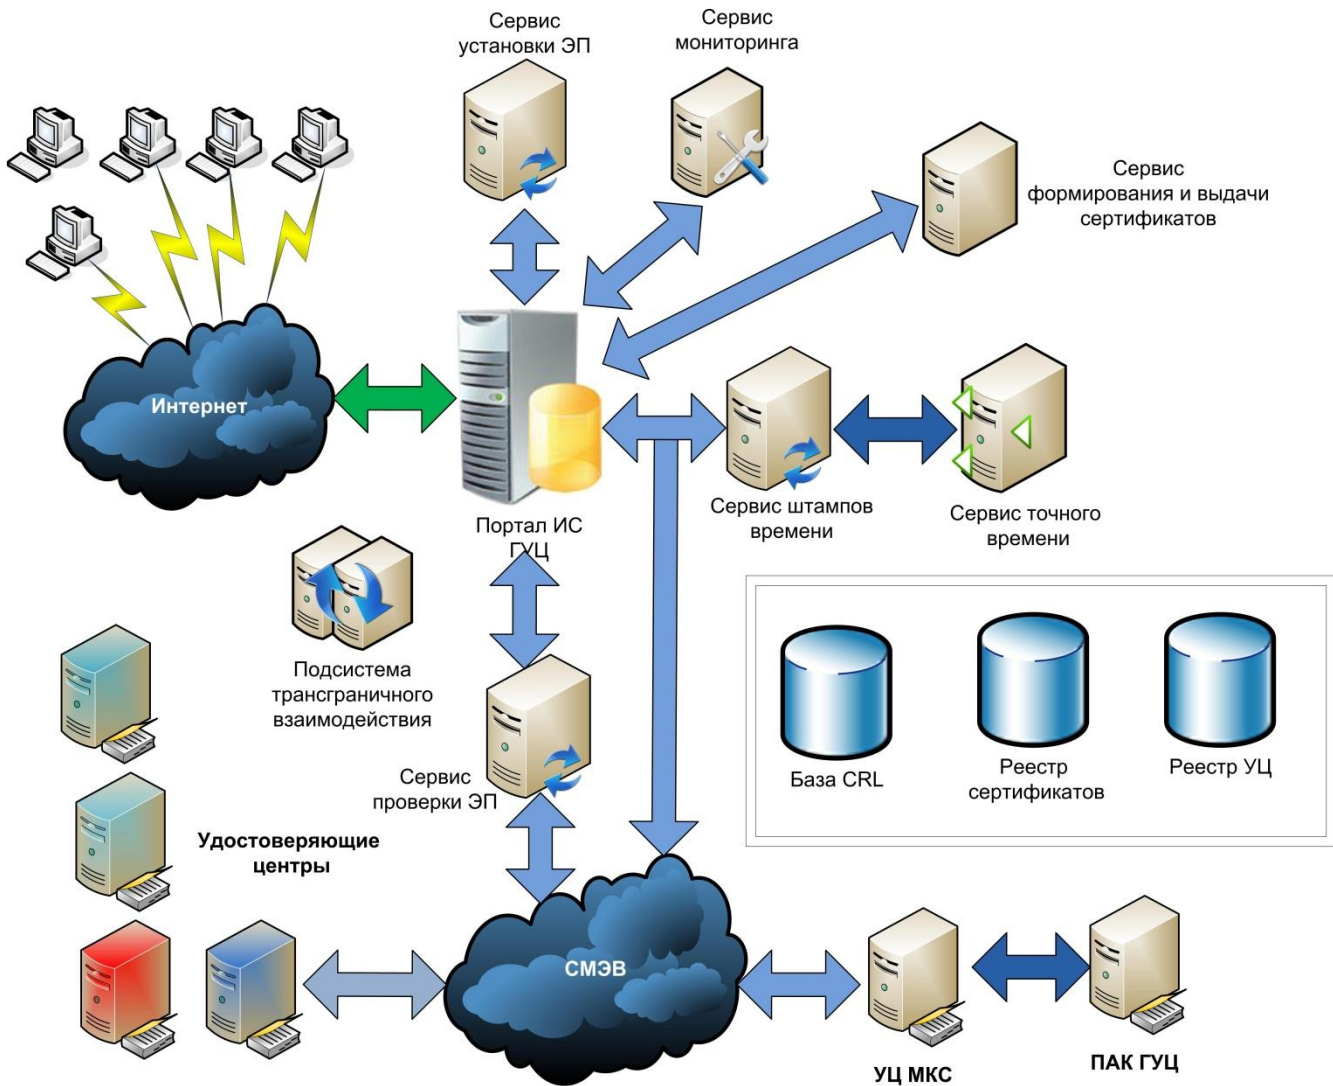 Сервис
установки ЭП
Сервис
мониторинга
Сервис
формирования и выдачи
сертификатов
Интернет
Портал ИС
ГУЦ
Сервис штампов
времени
Сервис точного
времени
Подсистема
трансграничного
взаимодействия
Сервис
проверки ЭП
База CRL
Реестр
сертификатов
Реестр УЦ
Удостоверяющие
центры
СМЭВ
УЦ МКС
ПАК ГУЦ